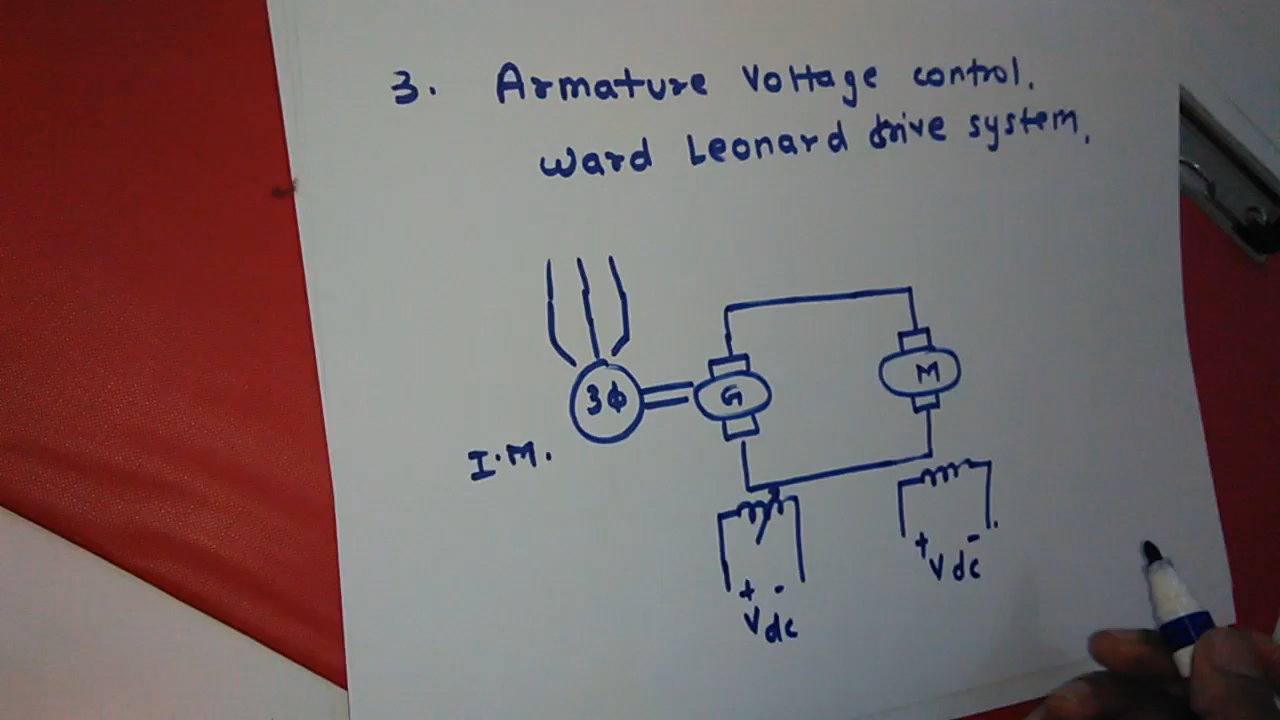 3. Armature Voltage control.
Ward Leonard drive system.
3ϕ
G
M
I.M.
+ -
Vdc
+ -
Vdc